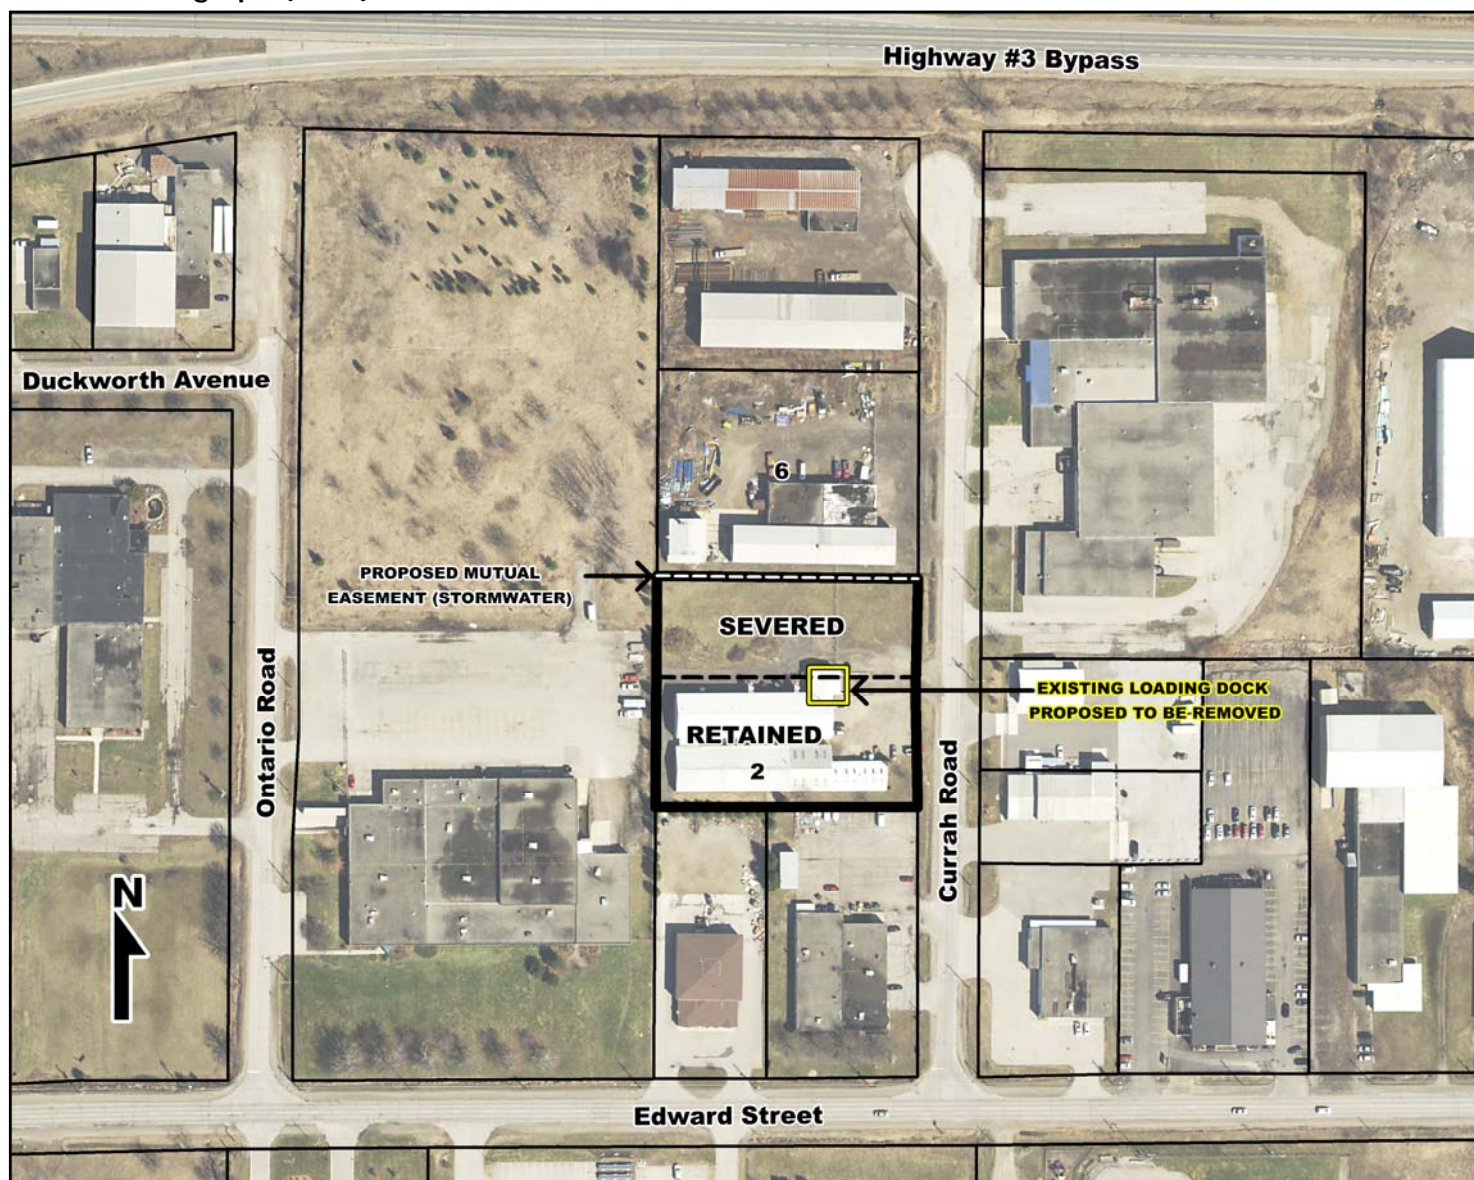 Highway #3 Bypass
Duckworth Avenue
6
PROPOSED MUTUAL
EASEMENT (STORMWATER)
SEVERED
EXISTING LOADING DOCK
PROPOSED TO BE REMOVED
RETAINED
2
Ontario Road
Currah Road
N
Edward Street